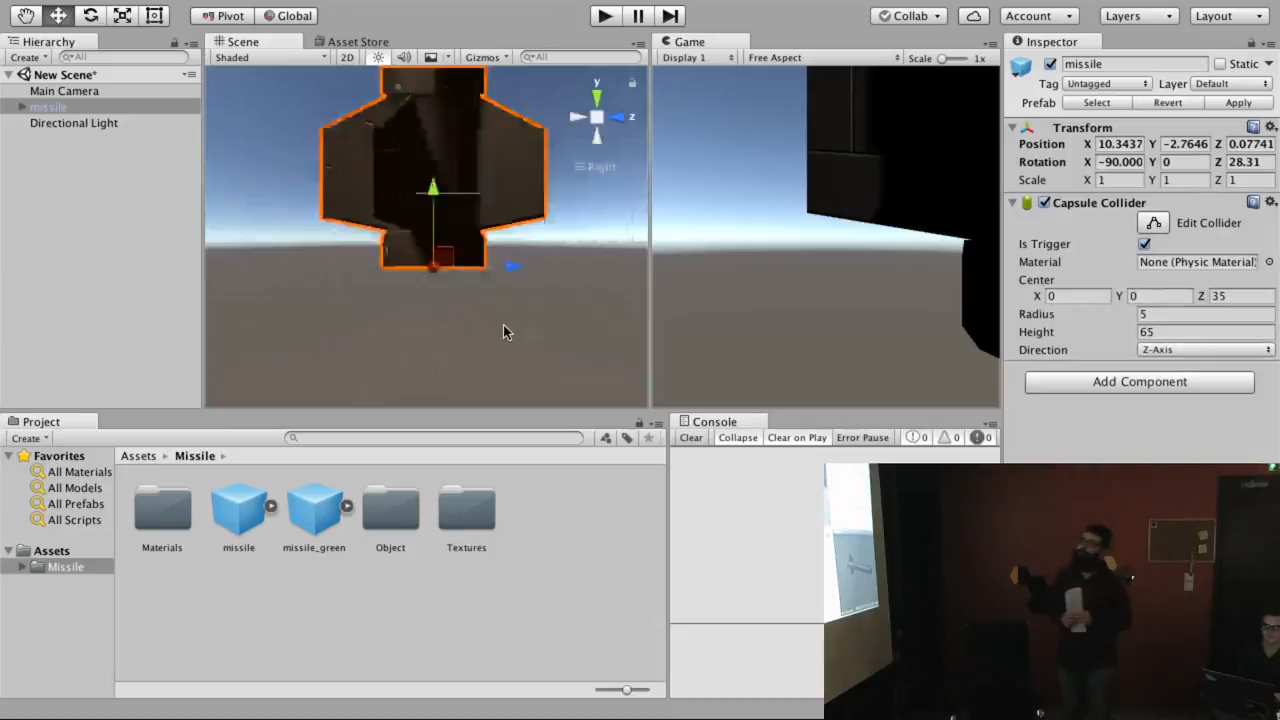 Pivot Global Collab Account Layers Layout
Hierarchy Scene Asset Store Game Inspector
Create All Shaded 2D Gizmos All Display 1 Free Aspect Scale 1x missile Static
New Scene* Tag Untagged Layer Default
Main Camera Prefab Select Revert Apply
missile
Directional Light
y
z
Right
Transform
Position X 10.3437 Y -2.7646 Z 0.07741
Rotation X -90.000 Y 0 Z 28.31
Scale X 1 Y 1 Z 1
Capsule Collider
Edit Collider
Is Trigger
Material None (Physic Material)
Center
X 0 Y 0 Z 35
Radius 5
Height 65
Direction Z-Axis
Add Component
Project Console
Create Clear Collapse Clear on Play Error Pause 0 0 0
Favorites Assets Missile
All Materials
All Models
All Prefabs
All Scripts
Assets
Missile
Materials missile missile_green Object Textures